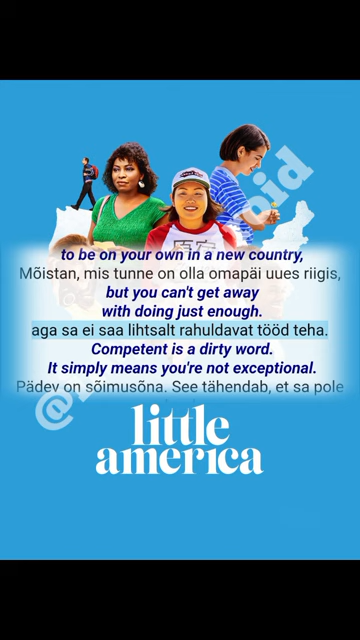 to be on your own in a new country,
Mõistan, mis tunne on olla omapäi uues riigis,
but you can't get away
with doing just enough.
aga sa ei saa lihtsalt rahuldavat tööd teha.
Competent is a dirty word.
It simply means you're not exceptional.
Pädev on sõimusõna. See tähendab, et sa pole
little
america